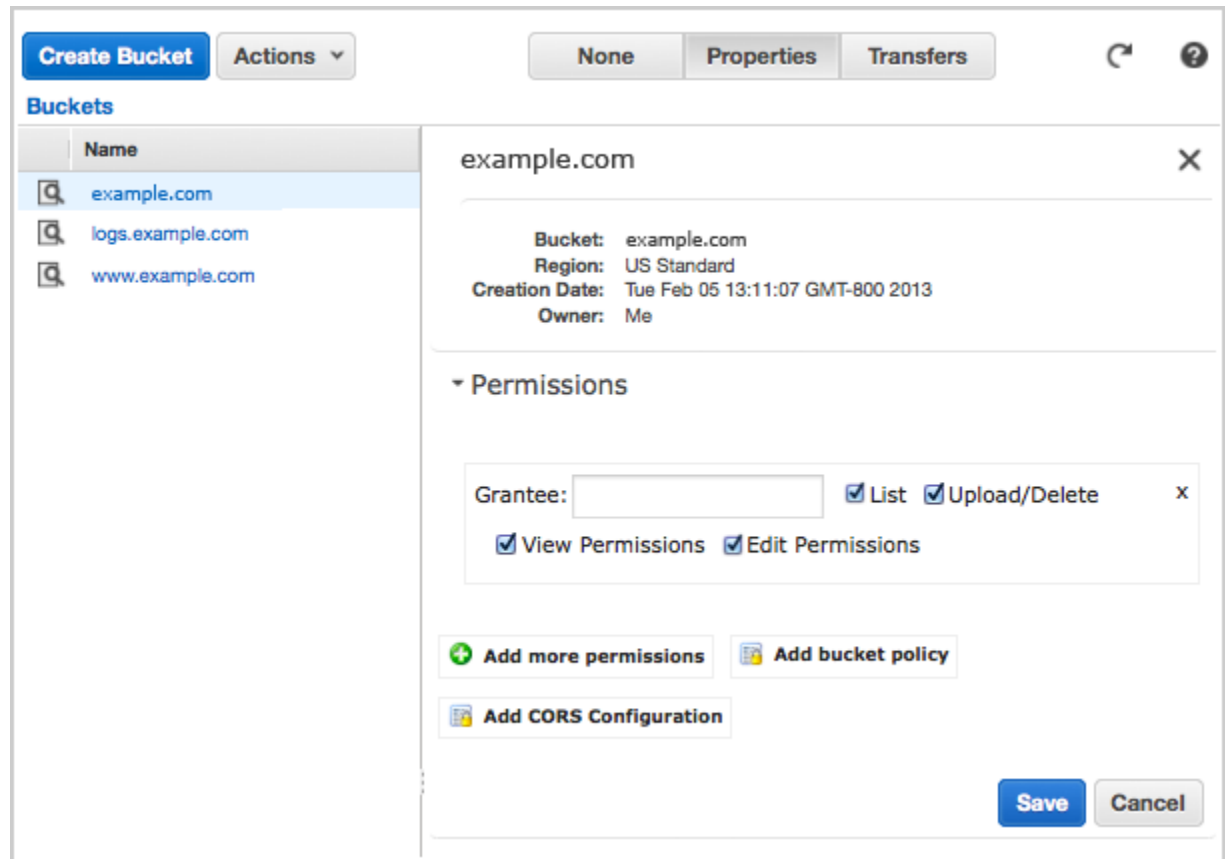 Create Bucket Actions None Properties Transfers
Buckets
Name
example.com
logs.example.com
www.example.com
example.com
Bucket: example.com
Region: US Standard
Creation Date: Tue Feb 05 13:11:07 GMT-800 2013
Owner: Me
Permissions
Grantee: List Upload/Delete x
View Permissions Edit Permissions
Add more permissions Add bucket policy
Add CORS Configuration
Save Cancel